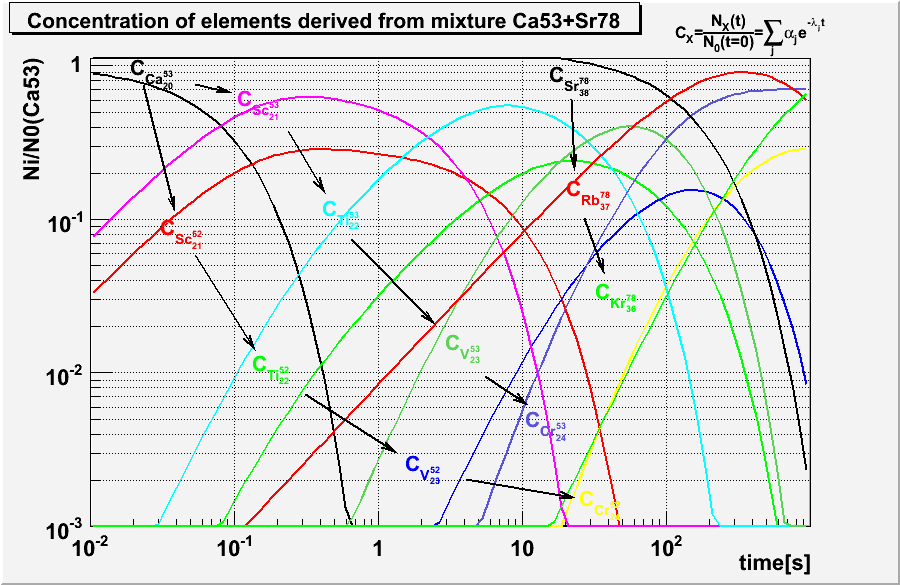 Concentration of elements derived from mixture Ca53+Sr78
C_X=N_X(t)/N_0(t=0)=∑_j α_j e^{-λ_j t}
Ni/N0(Ca53)
1
10^-1
10^-2
10^-3
C_Ca^53_20
C_Sc^53_21
C_Sr^78_38
C_Rb^78_37
C_Ti^53_22
C_Sc^52_21
C_Kr^78_36
C_V^53_23
C_Ti^52_22
C_Cr^53_24
C_V^52_23
C_Cr
10^-2
10^-1
1
10
10^2
time[s]